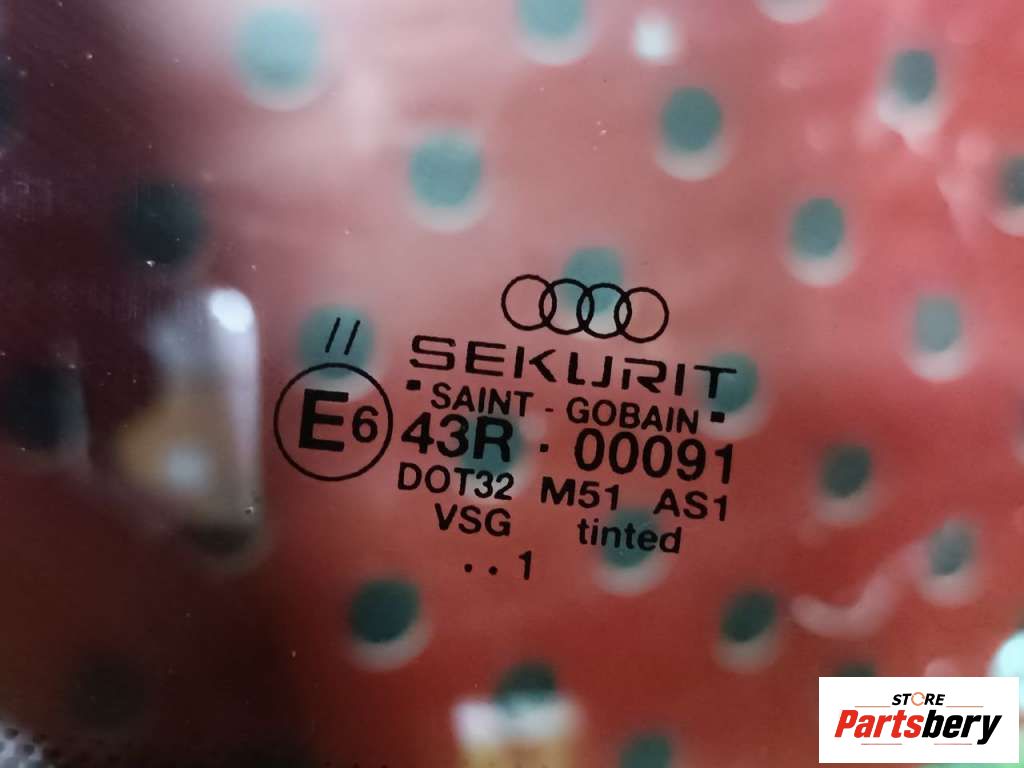 //
SEKURIT
SAINT - GOBAIN
E6 43R · 00091
DOT32 M51 AS1
VSG tinted
..1
STORE
Partsbery